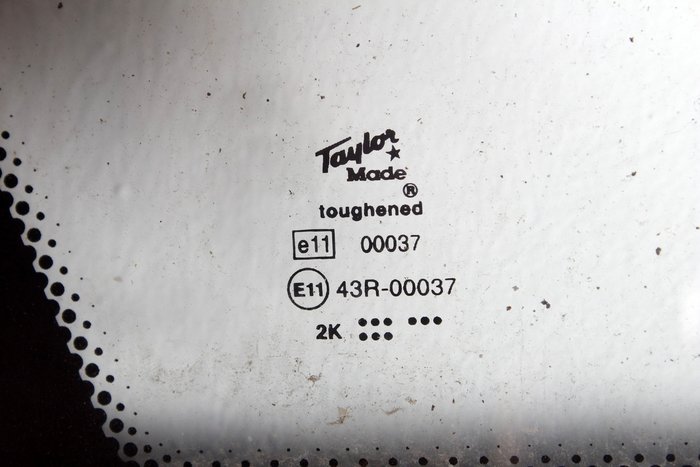 Taylor
Made
®
toughened
e11 00037
E11 43R-00037
2K